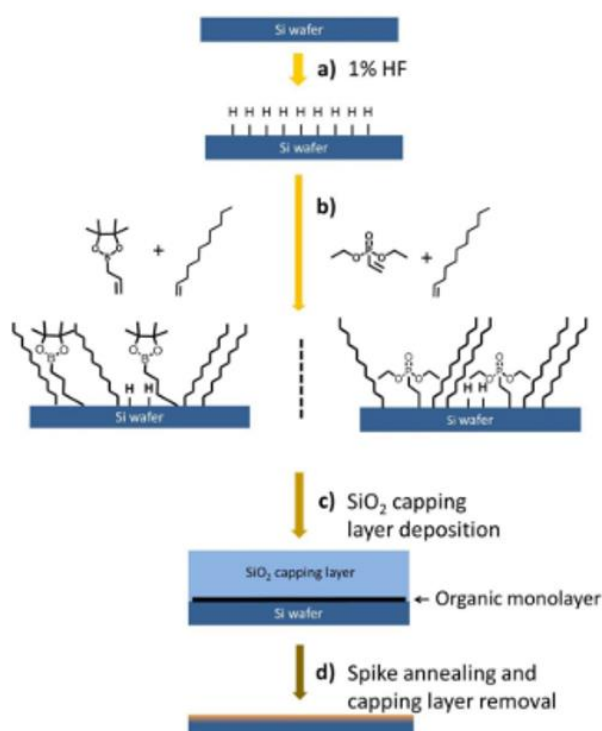 Si wafer
a) 1% HF
H H H H H H H H H
Si wafer
b)
O O
B
+
O
P
O O
+
O O
B
O O
B
H H
Si wafer
O
P
O O
O
P
O O
H H
Si wafer
c) SiO₂ capping
layer deposition
SiO₂ capping layer
Organic monolayer
Si wafer
d) Spike annealing and
capping layer removal